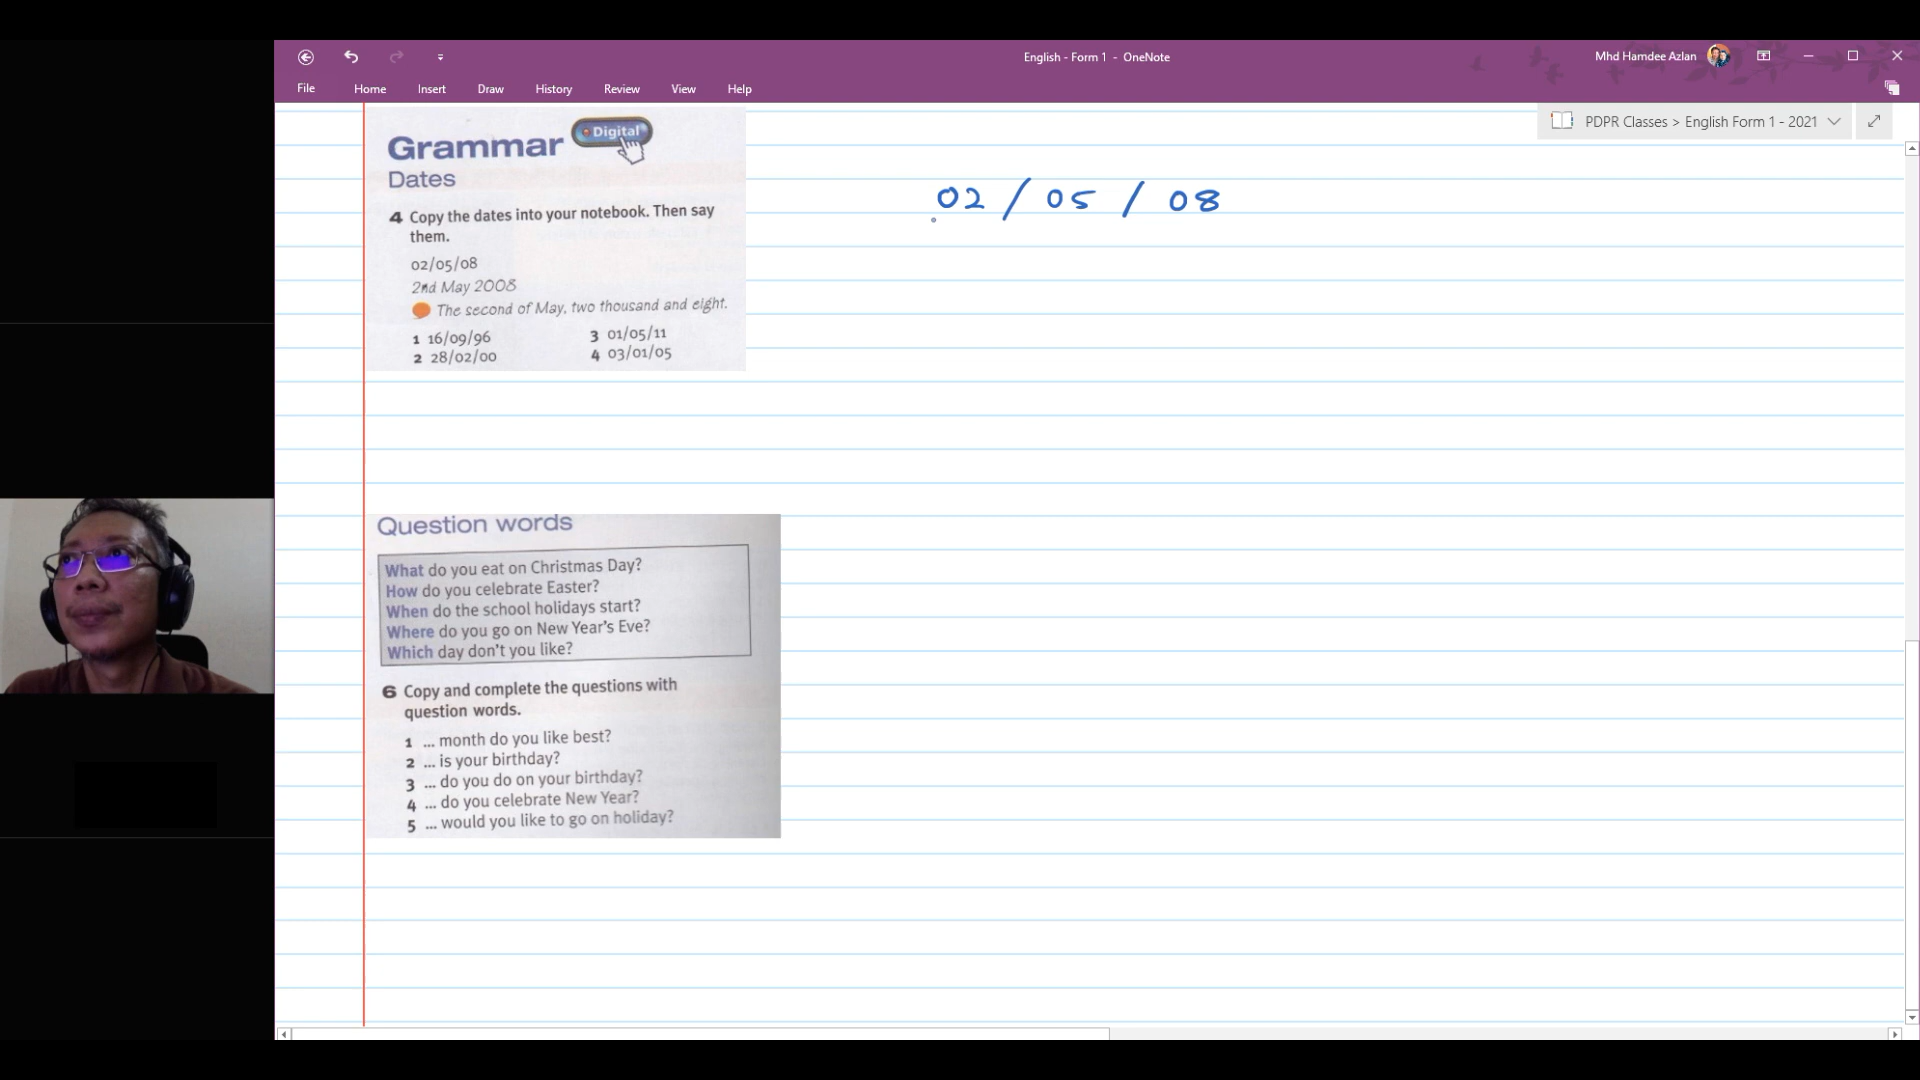 English - Form 1 - OneNote
Mhd Hamdee Azlan
File Home Insert Draw History Review View Help
PDPR Classes > English Form 1 - 2021
Grammar Digital
Dates
4 Copy the dates into your notebook. Then say
them.
02/05/08
2nd May 2008
The second of May, two thousand and eight.
1 16/09/96
2 28/02/00
3 01/05/11
4 03/01/05
02 / 05 / 08
Question words
What do you eat on Christmas Day?
How do you celebrate Easter?
When do the school holidays start?
Where do you go on New Year's Eve?
Which day don't you like?
6 Copy and complete the questions with
question words.
1 ... month do you like best?
2 ... is your birthday?
3 ... do you do on your birthday?
4 ... do you celebrate New Year?
5 ... would you like to go on holiday?